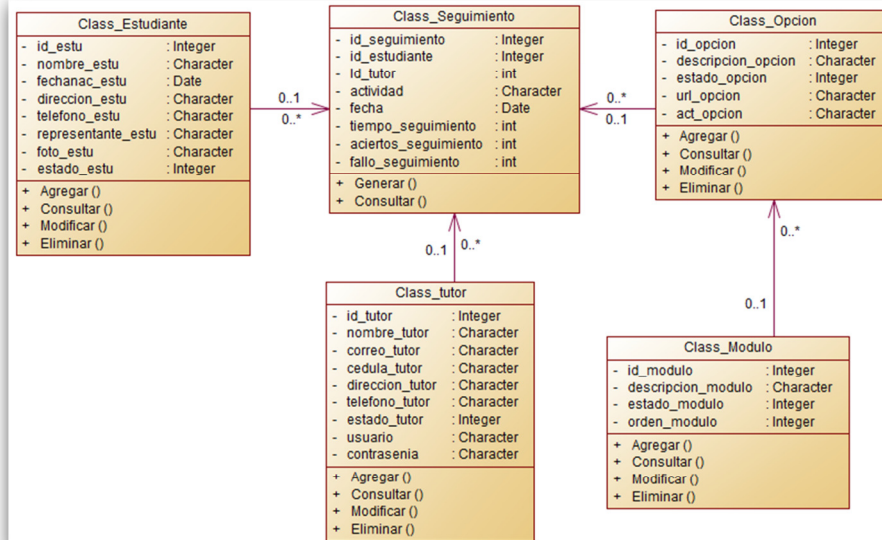 Class_Estudiante
- id_estu : Integer
- nombre_estu : Character
- fechanac_estu : Date
- direccion_estu : Character
- telefono_estu : Character
- representante_estu : Character
- foto_estu : Character
- estado_estu : Integer
+ Agregar ()
+ Consultar ()
+ Modificar ()
+ Eliminar ()
0..1
0..*
Class_Seguimiento
- id_seguimiento : Integer
- id_estudiante : Integer
- Id_tutor : int
- actividad : Character
- fecha : Date
- tiempo_seguimiento : int
- aciertos_seguimiento : int
- fallo_seguimiento : int
+ Generar ()
+ Consultar ()
0..*
0..1
Class_Opcion
- id_opcion : Integer
- descripcion_opcion : Character
- estado_opcion : Integer
- url_opcion : Character
- act_opcion : Character
+ Agregar ()
+ Consultar ()
+ Modificar ()
+ Eliminar ()
0..1 0..*
Class_tutor
- id_tutor : Integer
- nombre_tutor : Character
- correo_tutor : Character
- cedula_tutor : Character
- direccion_tutor : Character
- telefono_tutor : Character
- estado_tutor : Integer
- usuario : Character
- contrasenia : Character
+ Agregar ()
+ Consultar ()
+ Modificar ()
+ Eliminar ()
0..*
0..1
Class_Modulo
- id_modulo : Integer
- descripcion_modulo : Character
- estado_modulo : Integer
- orden_modulo : Integer
+ Agregar ()
+ Consultar ()
+ Modificar ()
+ Eliminar ()